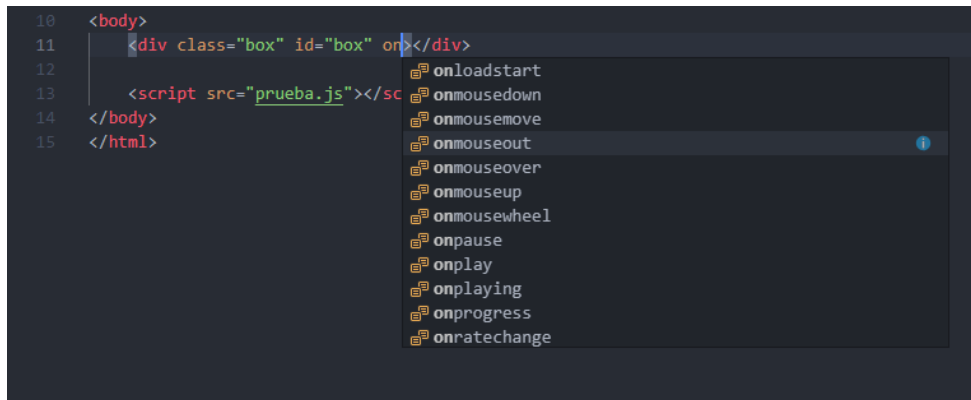 10 <body>
11 <div class="box" id="box" on></div>
onloadstart
12
13 <script src="prueba.js"></sc
onmousedown
onmousemove
14 </body>
15 </html>
onmouseout
onmouseover
onmouseup
onmousewheel
onpause
onplay
onplaying
onprogress
onratechange